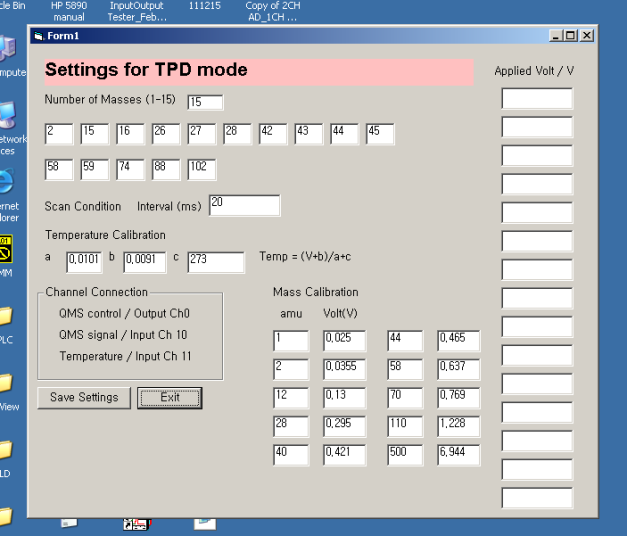 cle Bin
HP 5890 manual
InputOutput Tester_Feb...
111215
Copy of 2CH AD_1CH ...
Form1
Settings for TPD mode
Applied Volt / V
Number of Masses (1-15) 15
2 15 16 26 27 28 42 43 44 45
58 59 74 88 102
Scan Condition Interval (ms) 20
Temperature Calibration
a 0,0101 b 0,0091 c 273 Temp = (V+b)/a+c
Channel Connection
QMS control / Output Ch0
QMS signal / Input Ch 10
Temperature / Input Ch 11
Save Settings Exit
Mass Calibration
amu Volt(V)
1 0,025 44 0,465
2 0,0355 58 0,637
12 0,13 70 0,769
28 0,295 110 1,228
40 0,421 500 6,944
mpute
etwork
ces
ernet
lorer
MM
PLC
View
LD